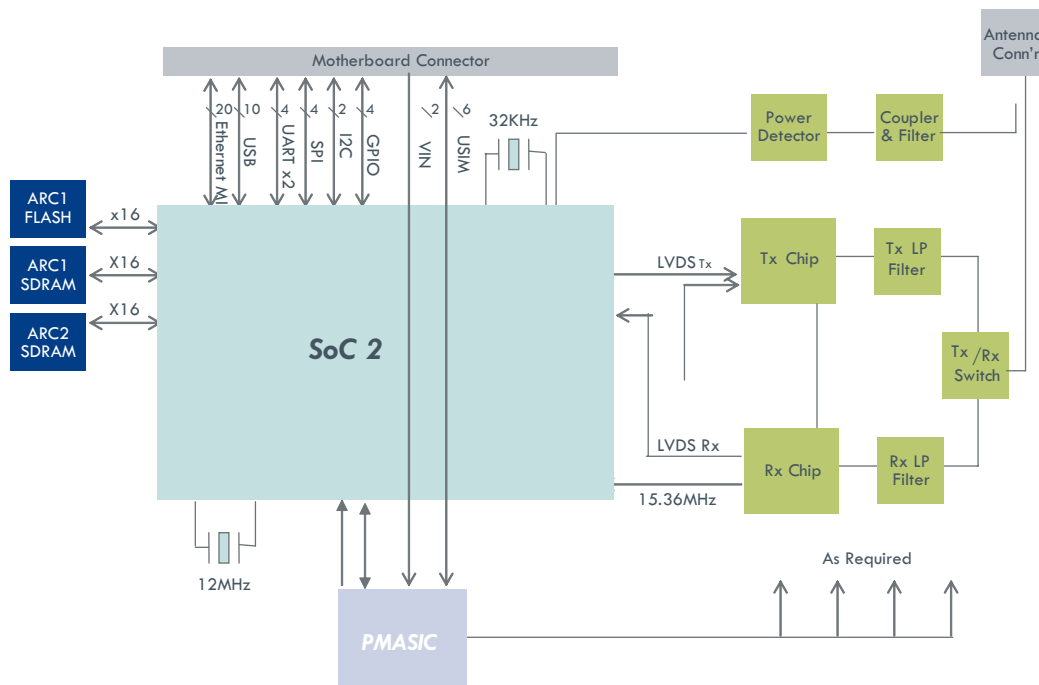 Antenna
Conn'r
Motherboard Connector
20
10
4
4
2
4
2
6
Ethernet MI
USB
UART x2
SPI
I2C
GPIO
VIN
USIM
32KHz
Power
Detector
Coupler
& Filter
ARC1
FLASH
x16
ARC1
SDRAM
X16
ARC2
SDRAM
X16
SoC 2
LVDS Tx
Tx Chip
Tx LP
Filter
Tx /Rx
Switch
LVDS Rx
Rx Chip
Rx LP
Filter
15.36MHz
12MHz
As Required
PMASIC